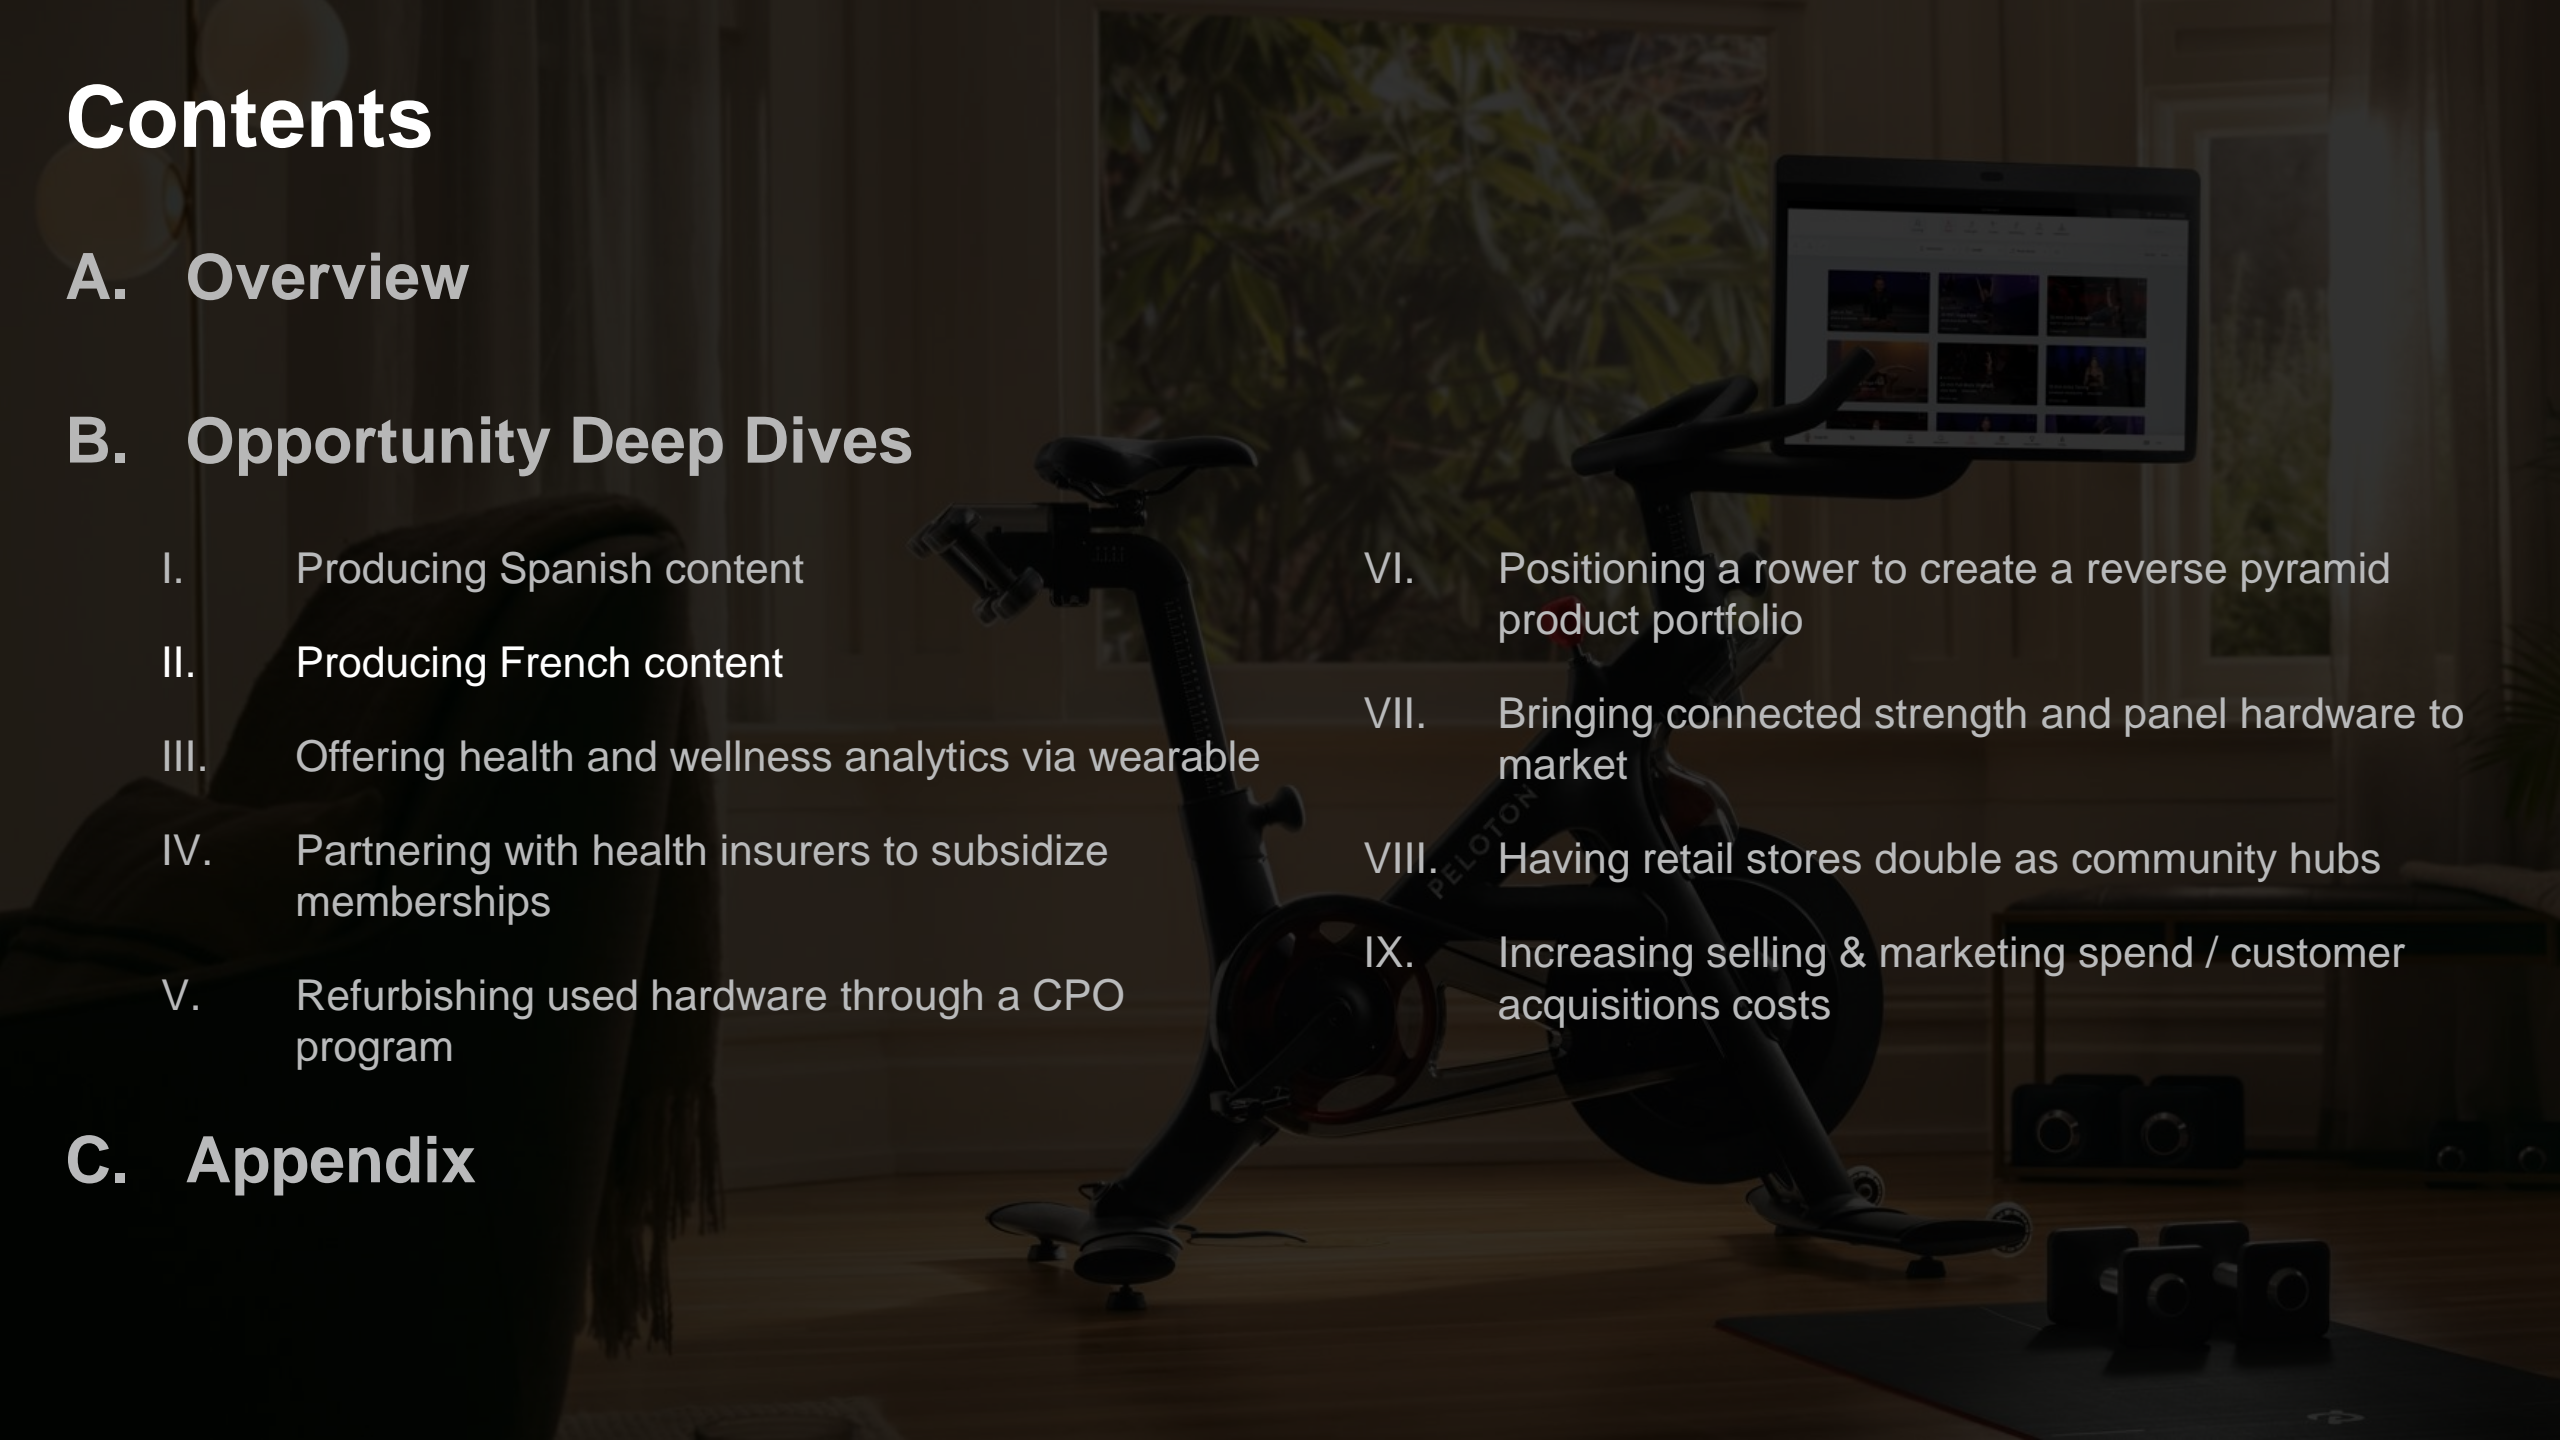 Contents
A. Overview
B. Opportunity Deep Dives
I. Producing Spanish content
II. Producing French content
III. Offering health and wellness analytics via wearable
IV. Partnering with health insurers to subsidize
memberships
V. Refurbishing used hardware through a CPO
program
VI. Positioning a rower to create a reverse pyramid
product portfolio
VII. Bringing connected strength and panel hardware to
market
VIII. Having retail stores double as community hubs
IX. Increasing selling & marketing spend / customer
acquisitions costs
C. Appendix
PELOTON